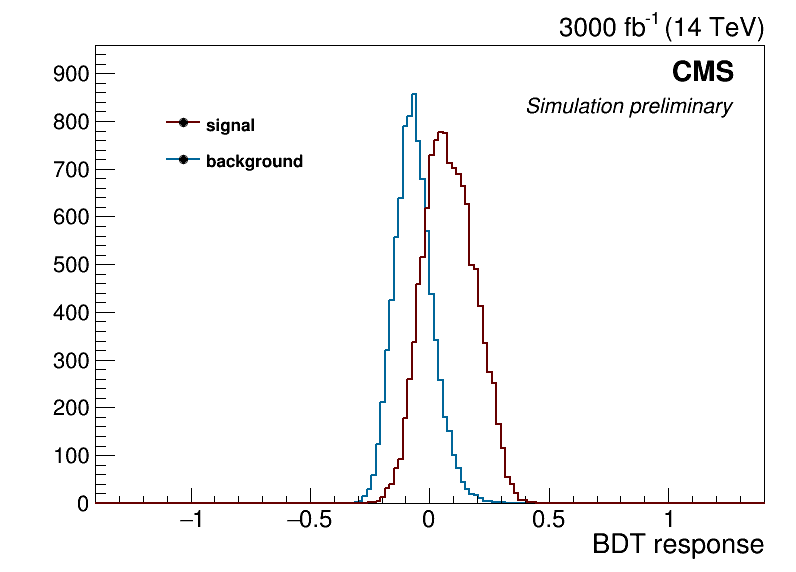 3000 fb-1 (14 TeV)
CMS
Simulation preliminary
signal
background
900
800
700
600
500
400
300
200
100
0
−1 −0.5 0 0.5 1
BDT response